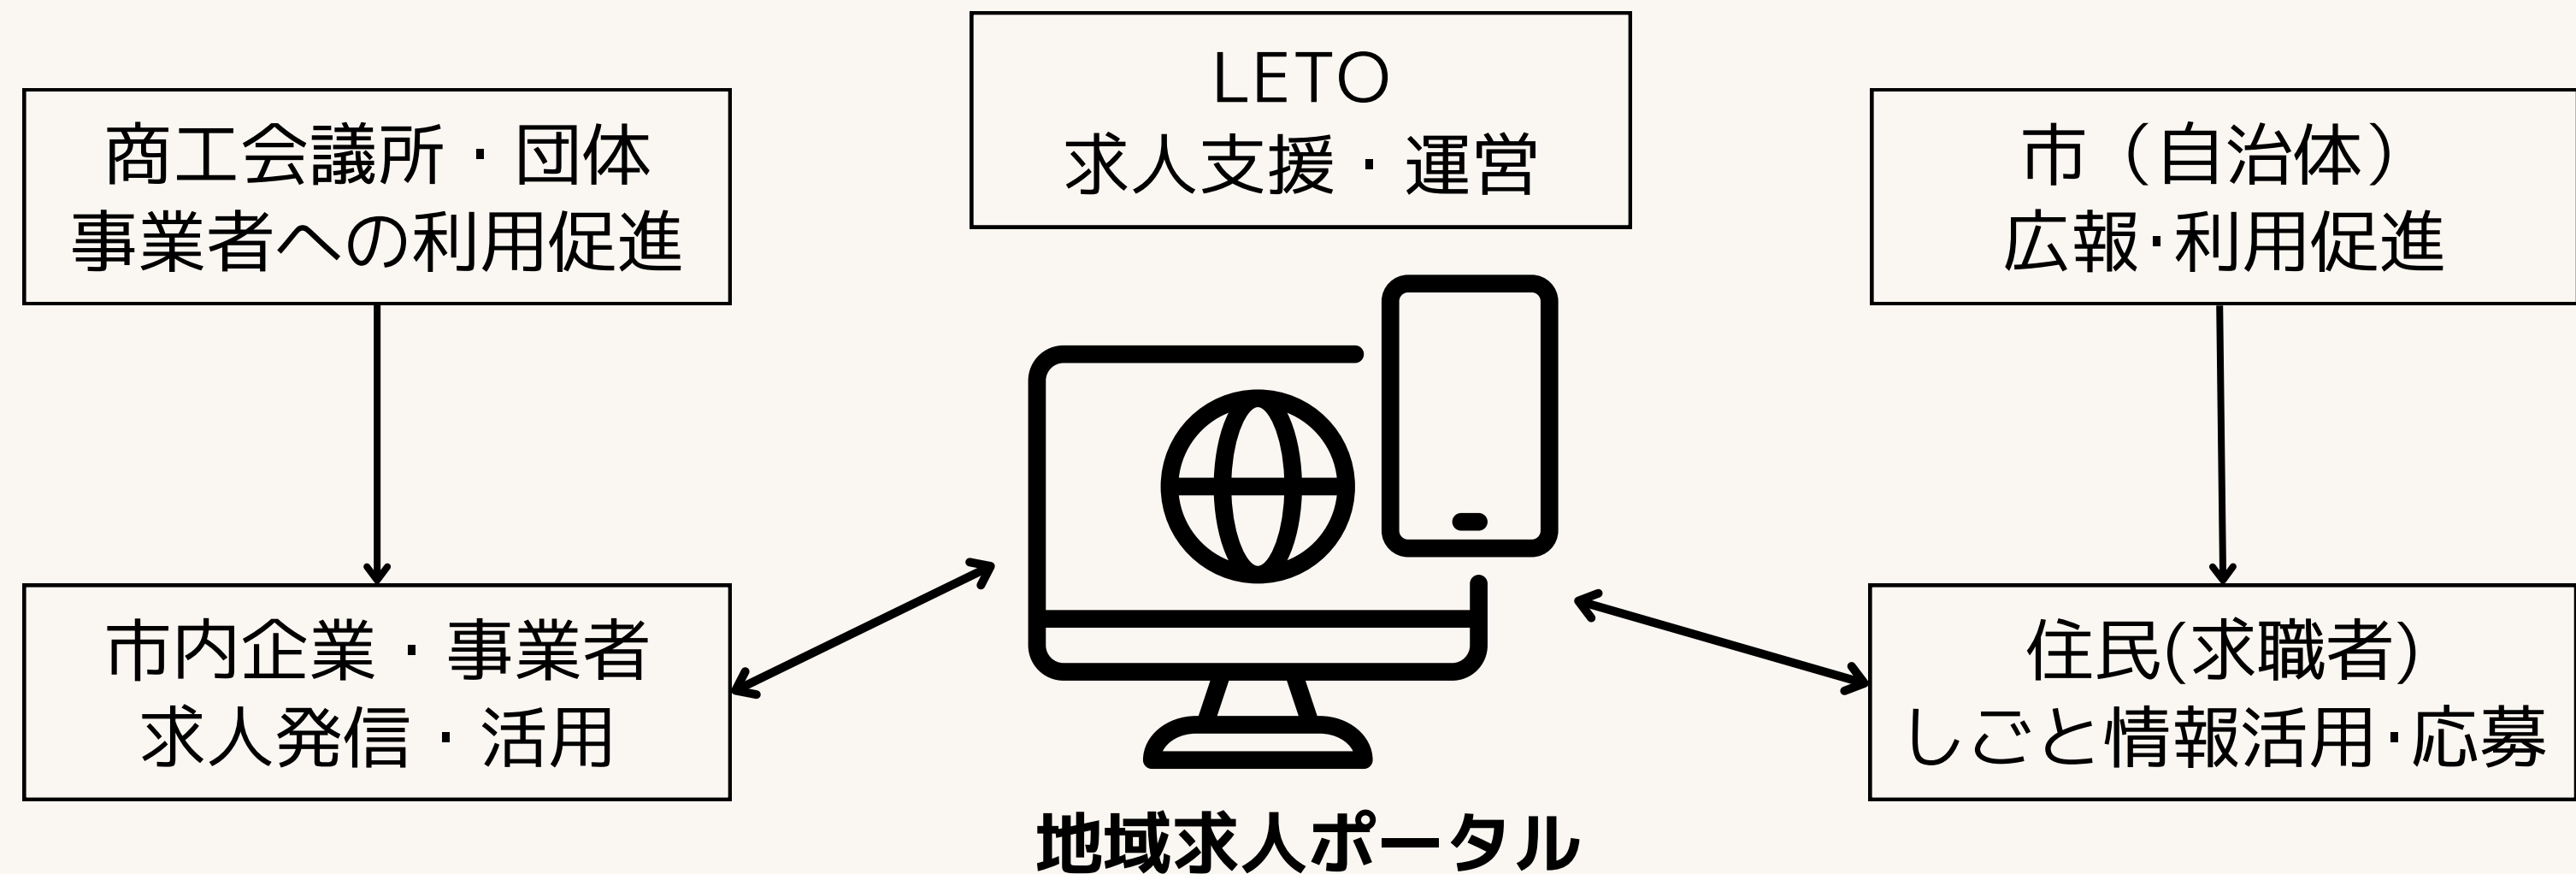 LETO
求人支援・運営
商工会議所・団体
事業者への利用促進
市（自治体）
広報・利用促進
市内企業・事業者
求人発信・活用
住民(求職者)
しごと情報活用・応募
地域求人ポータル